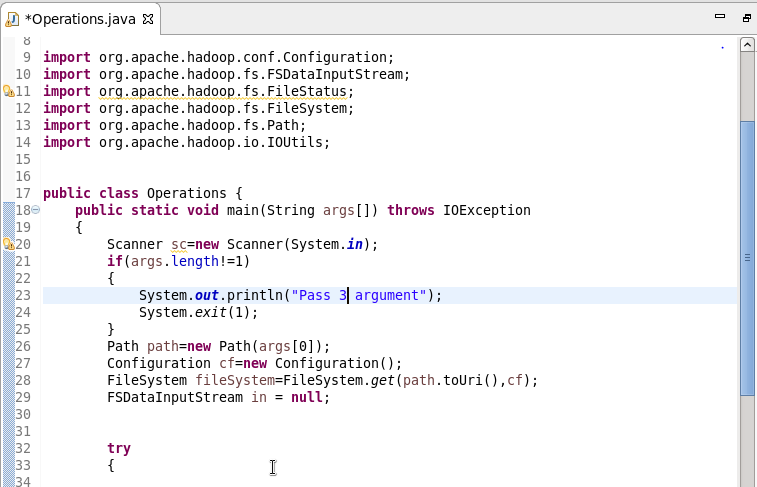 *Operations.java
8
9 import org.apache.hadoop.conf.Configuration;
10 import org.apache.hadoop.fs.FSDataInputStream;
11 import org.apache.hadoop.fs.FileStatus;
12 import org.apache.hadoop.fs.FileSystem;
13 import org.apache.hadoop.fs.Path;
14 import org.apache.hadoop.io.IOUtils;
15
16
17 public class Operations {
18 public static void main(String args[]) throws IOException
19 {
20 Scanner sc=new Scanner(System.in);
21 if(args.length!=1)
22 {
23 System.out.println("Pass 3 argument");
24 System.exit(1);
25 }
26 Path path=new Path(args[0]);
27 Configuration cf=new Configuration();
28 FileSystem fileSystem=FileSystem.get(path.toUri(),cf);
29 FSDataInputStream in = null;
30
31
32 try
33 {
34